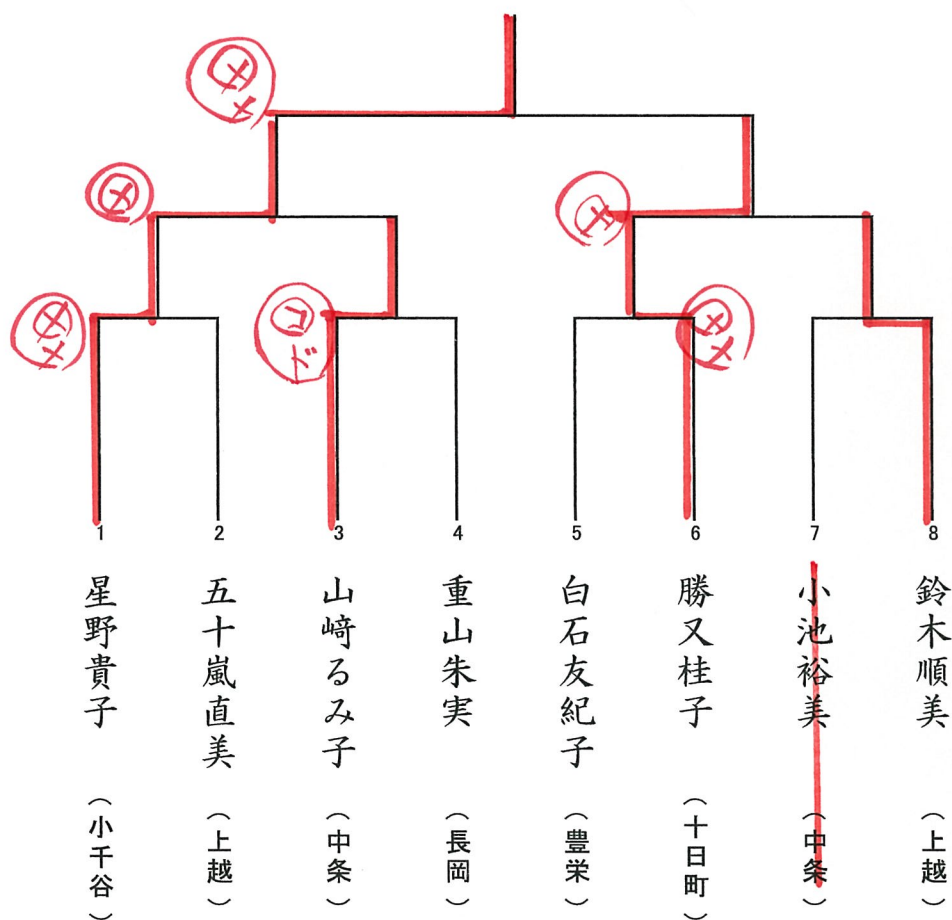 ㋱メ
㋱
㋱
㋱メ
㋙ド
㋱メ
1
2
3
4
5
6
7
8
星野貴子（小千谷）
五十嵐直美（上越）
山﨑るみ子（中条）
重山朱実（長岡）
白石友紀子（豊栄）
勝又桂子（十日町）
小池裕美（中条）
鈴木順美（上越）